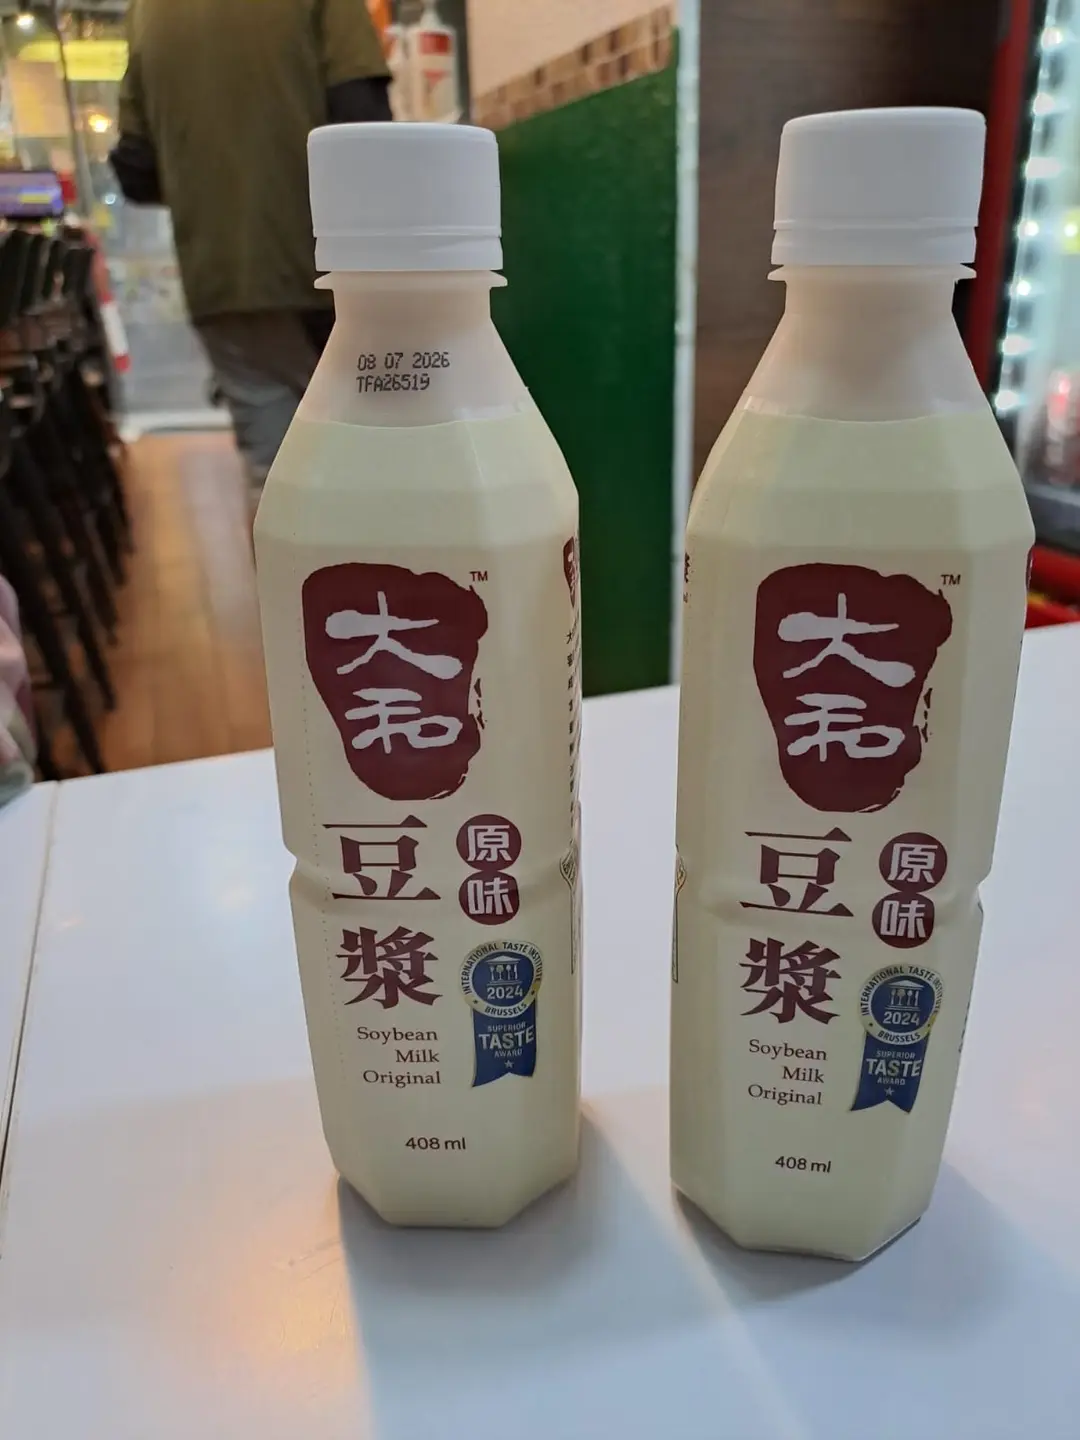 08 07 2026
TFA26519
大和
TM
豆漿
原味
INTERNATIONAL TASTE INSTITUTE
2024
BRUSSELS
SUPERIOR
TASTE
AWARD
Soybean
Milk
Original
408 ml
大和
TM
豆漿
原味
INTERNATIONAL TASTE INSTITUTE
2024
BRUSSELS
SUPERIOR
TASTE
AWARD
Soybean
Milk
Original
408 ml